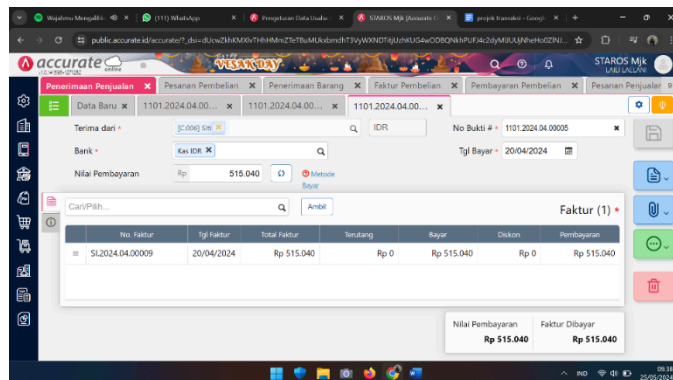 Wajahmu Mengalihk
(111) WhatsApp
Pengaturan Data Usaha
STAROS Mjk (Accurate O
projek transaksi - Googl
public.accurate.id/accurate/?_dsi=
accurate online
VESAK DAY
STAROS Mjk
Penerimaan Penjualan
Pesanan Pembelian
Penerimaan Barang
Faktur Pembelian
Pembayaran Pembelian
Pesanan Penjualan
Data Baru
1101.2024.04.00...
1101.2024.04.00...
1101.2024.04.00...
Terima dari *
[C.006] Siti
IDR
No Bukti # *
1101.2024.04.00005
Bank *
Kas IDR
Tgl Bayar *
20/04/2024
Nilai Pembayaran
Rp
515.040
Metode
Bayar
Cari/Pilih...
Ambil
Faktur (1) *
No. Faktur
Tgl Faktur
Total Faktur
Terutang
Bayar
Diskon
Pembayaran
SI.2024.04.00009
20/04/2024
Rp 515.040
Rp 0
Rp 515.040
Rp 0
Rp 515.040
Nilai Pembayaran
Faktur Dibayar
Rp 515.040
Rp 515.040
IND
09.38
25/05/2024